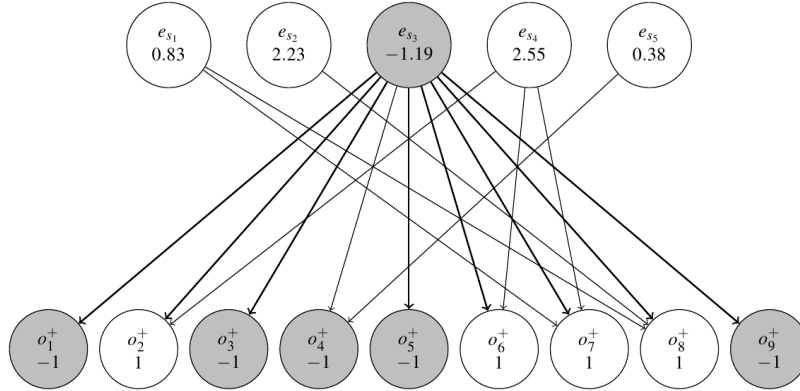 e_{s_1} e_{s_2} e_{s_3} e_{s_4} e_{s_5}
0.83 2.23 −1.19 2.55 0.38
o_1^+ o_2^+ o_3^+ o_4^+ o_5^+ o_6^+ o_7^+ o_8^+ o_9^+
−1 1 −1 −1 −1 1 1 1 −1